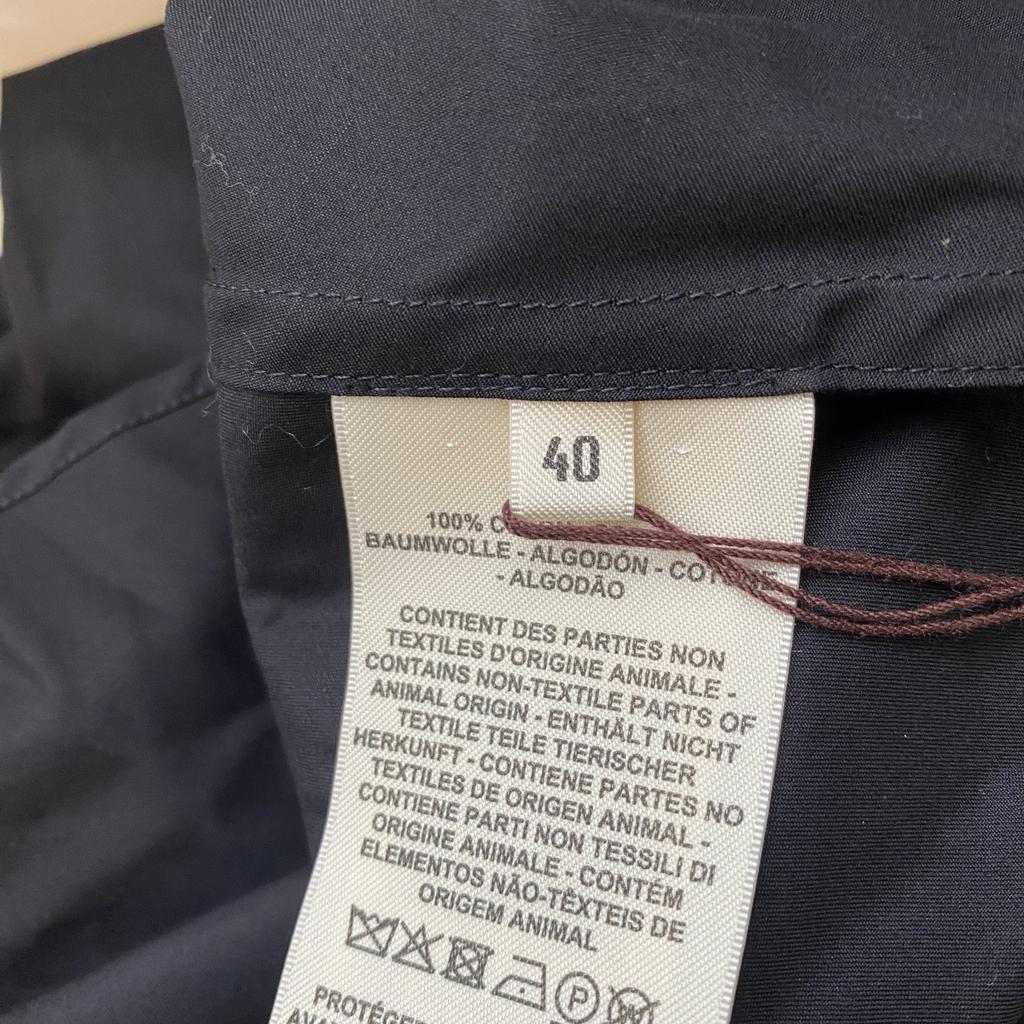 40
100%
BAUMWOLLE - ALGODÓN -
- ALGODÃO
CONTIENT DES PARTIES NON
TEXTILES D'ORIGINE ANIMALE -
CONTAINS NON-TEXTILE PARTS OF
ANIMAL ORIGIN - ENTHÄLT NICHT
TEXTILE TEILE TIERISCHER
HERKUNFT - CONTIENE PARTES NO
TEXTILES DE ORIGEN ANIMAL -
CONTIENE PARTI NON TESSILI DI
ORIGINE ANIMALE - CONTÉM
ELEMENTOS NÃO-TÊXTEIS DE
ORIGEM ANIMAL
P